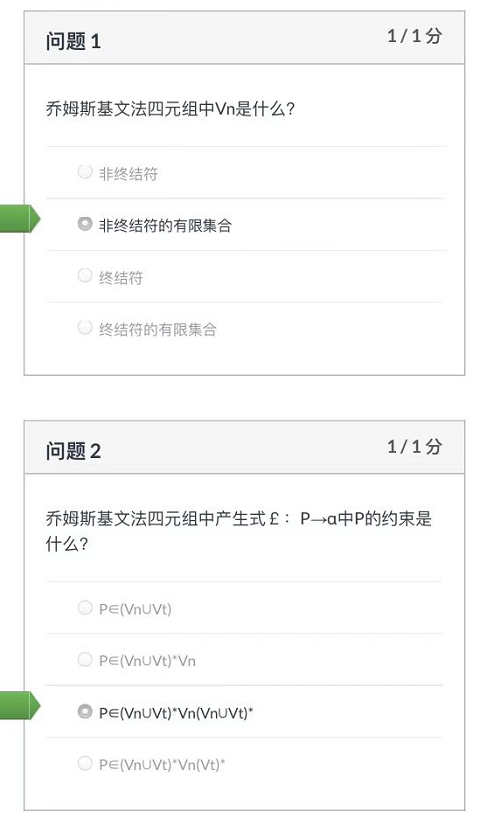 问题 1
1 / 1 分
乔姆斯基文法四元组中Vn是什么?
非终结符
非终结符的有限集合
终结符
终结符的有限集合
问题 2
1 / 1 分
乔姆斯基文法四元组中产生式￡： P→α中P的约束是
什么?
P∈(Vn∪Vt)
P∈(Vn∪Vt)*Vn
P∈(Vn∪Vt)*Vn(Vn∪Vt)*
P∈(Vn∪Vt)*Vn(Vt)*